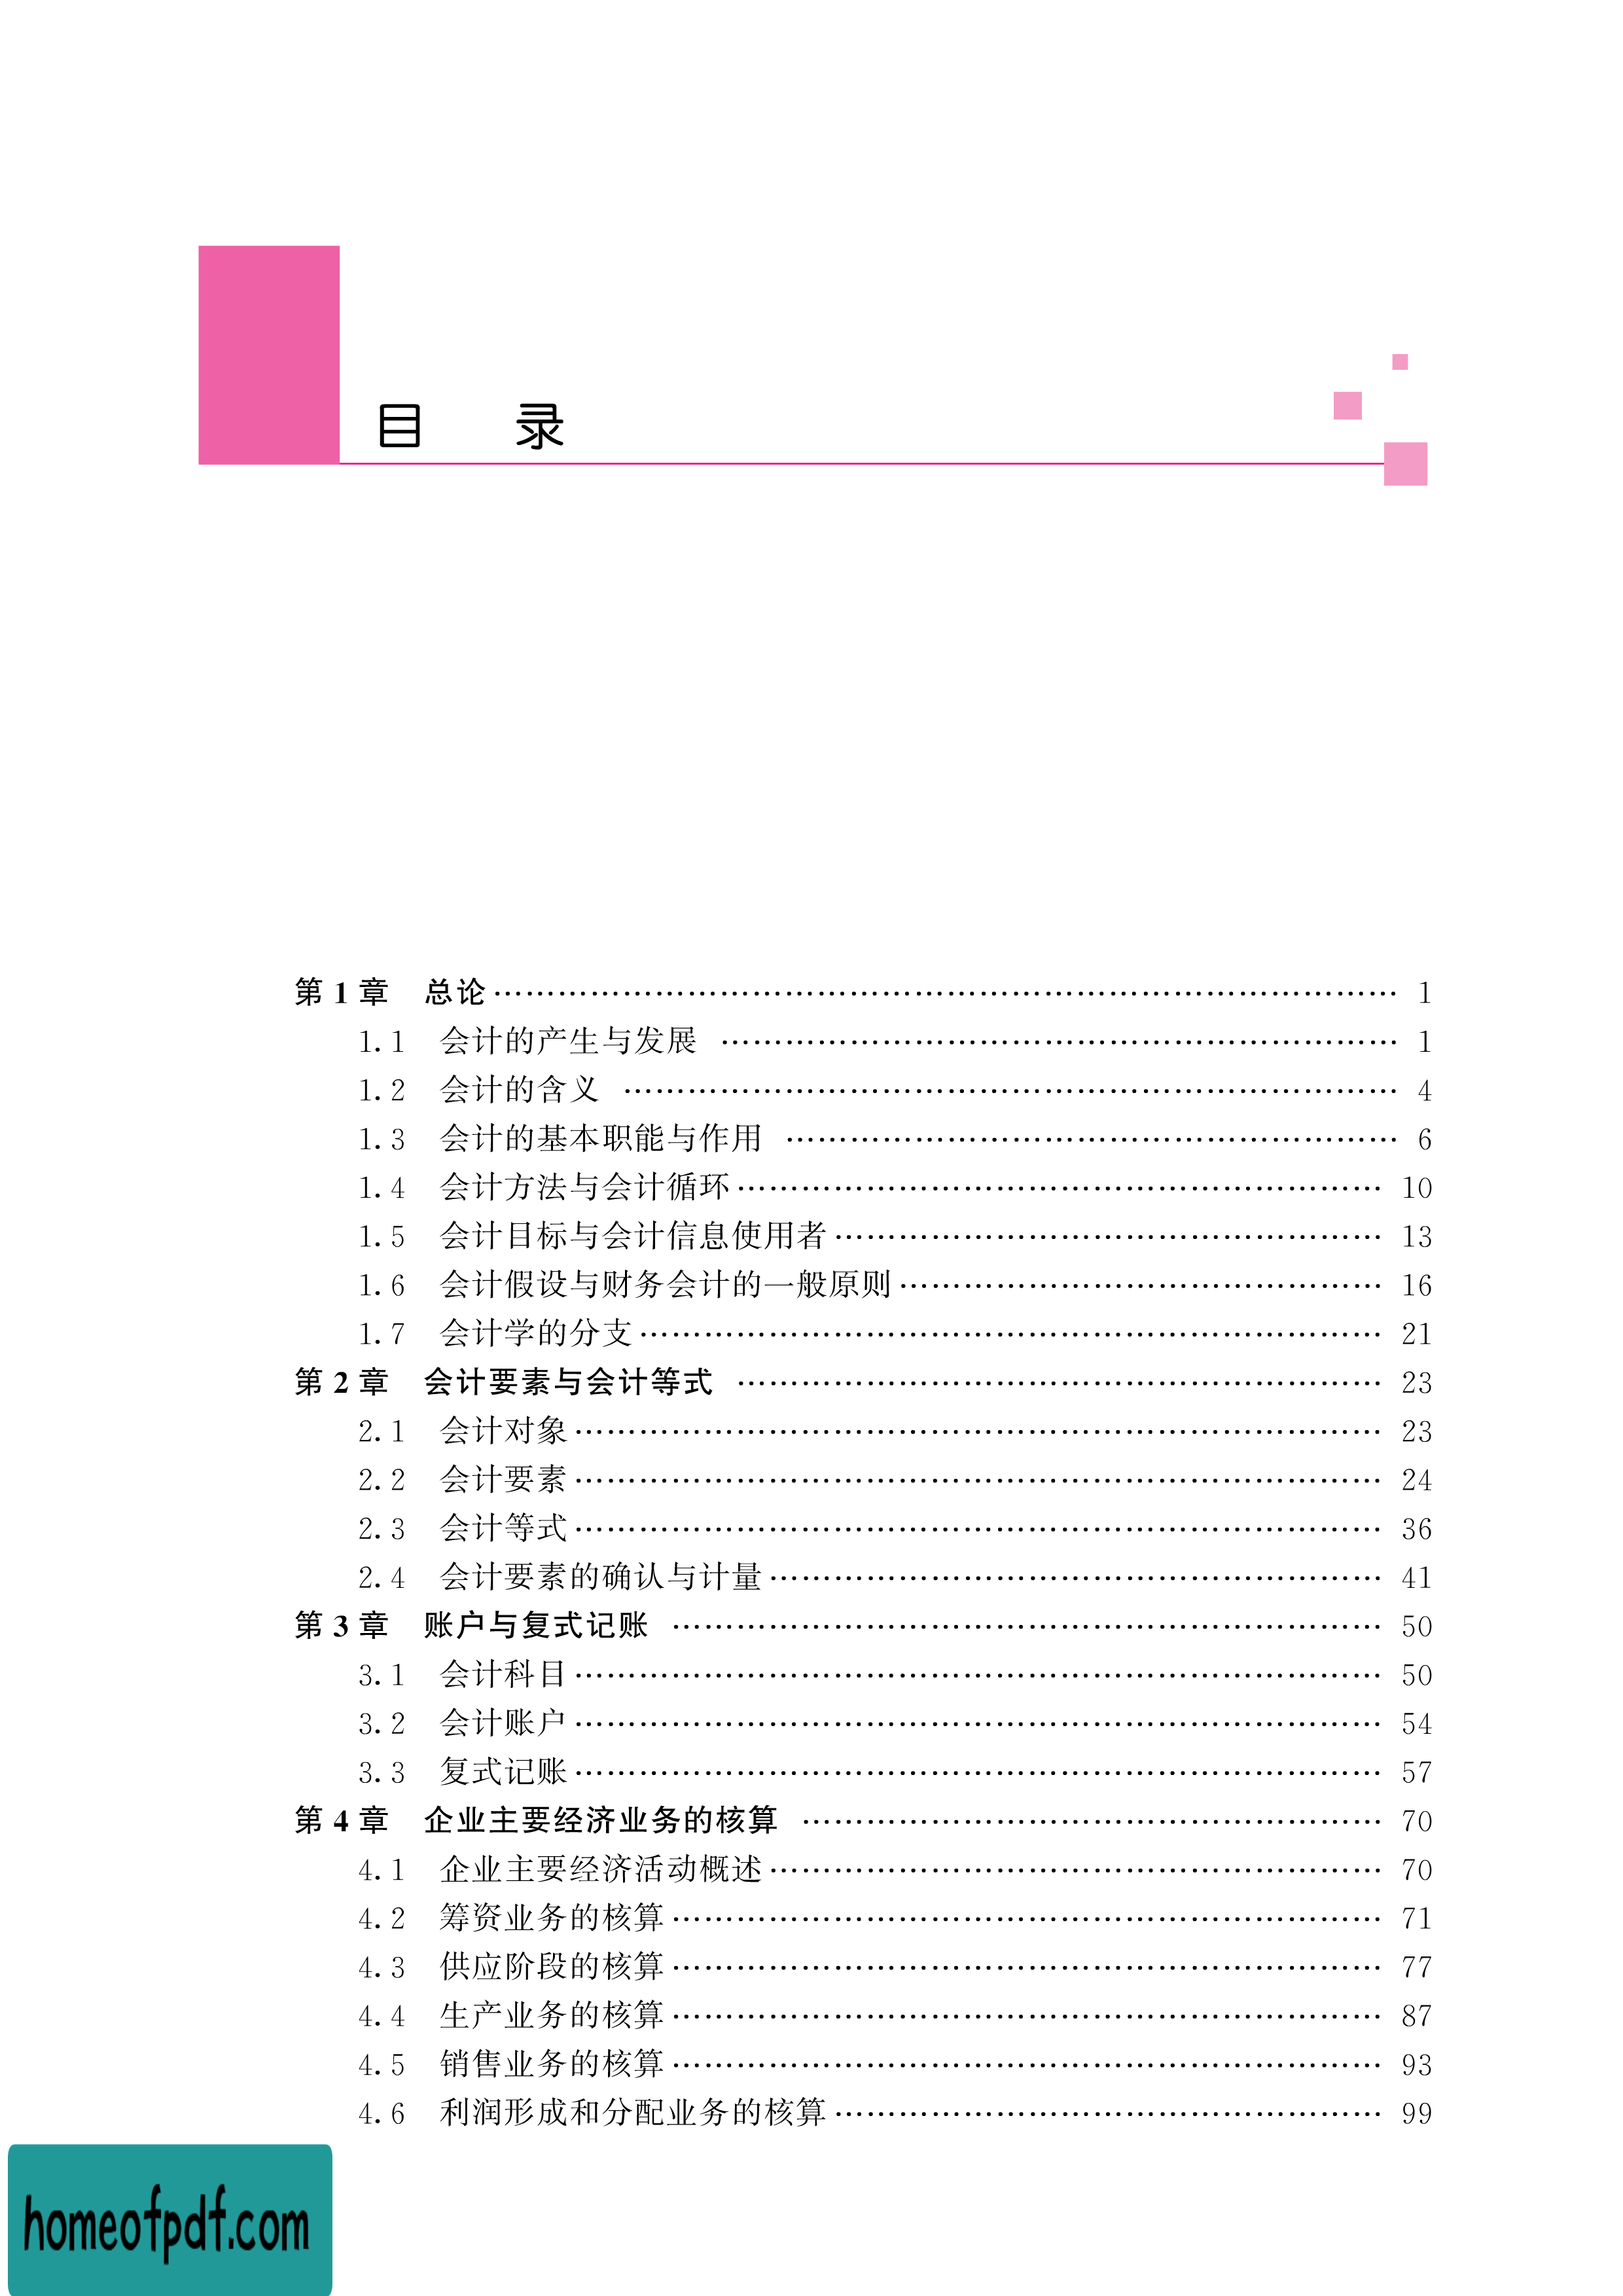 目 录
第 1 章 总论 …… 1
1.1 会计的产生与发展 …… 1
1.2 会计的含义 …… 4
1.3 会计的基本职能与作用 …… 6
1.4 会计方法与会计循环 …… 10
1.5 会计目标与会计信息使用者 …… 13
1.6 会计假设与财务会计的一般原则 …… 16
1.7 会计学的分支 …… 21
第 2 章 会计要素与会计等式 …… 23
2.1 会计对象 …… 23
2.2 会计要素 …… 24
2.3 会计等式 …… 36
2.4 会计要素的确认与计量 …… 41
第 3 章 账户与复式记账 …… 50
3.1 会计科目 …… 50
3.2 会计账户 …… 54
3.3 复式记账 …… 57
第 4 章 企业主要经济业务的核算 …… 70
4.1 企业主要经济活动概述 …… 70
4.2 筹资业务的核算 …… 71
4.3 供应阶段的核算 …… 77
4.4 生产业务的核算 …… 87
4.5 销售业务的核算 …… 93
4.6 利润形成和分配业务的核算 …… 99
homeofpdf.com